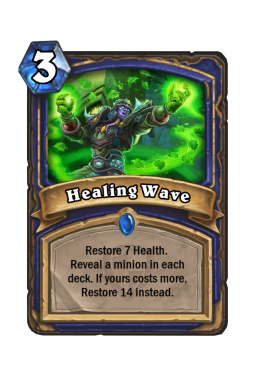 3
Healing Wave
Restore 7 Health.
Reveal a minion in each
deck. If yours costs more,
Restore 14 instead.